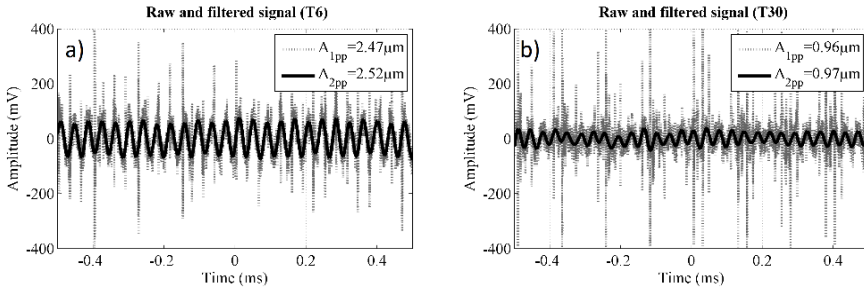 Raw and filtered signal (T6)
a)
A1pp=2.47μm
A2pp=2.52μm
400
200
0
-200
-400
Amplitude (mV)
-0.4
-0.2
0
0.2
0.4
Time (ms)
Raw and filtered signal (T30)
b)
A1pp=0.96μm
A2pp=0.97μm
400
200
0
-200
-400
Amplitude (mV)
-0.4
-0.2
0
0.2
0.4
Time (ms)